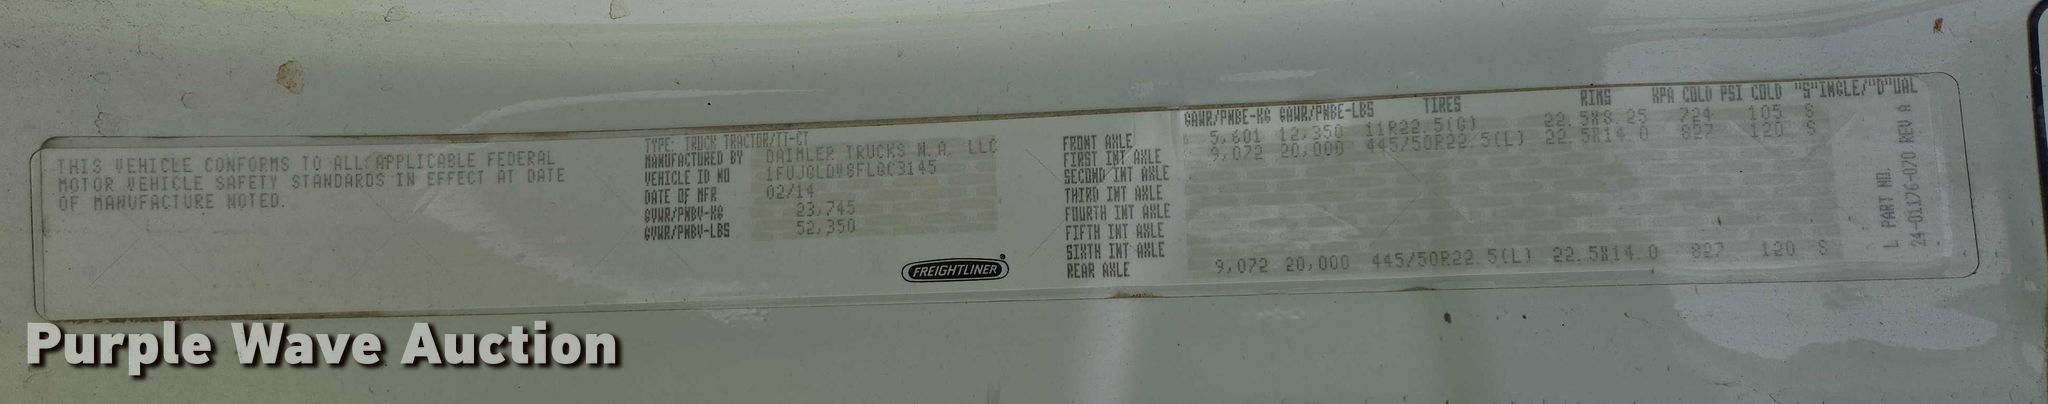 THIS VEHICLE CONFORMS TO ALL APPLICABLE FEDERAL
MOTOR VEHICLE SAFETY STANDARDS IN EFFECT AT DATE
OF MANUFACTURE NOTED.
TYPE: TRUCK TRACTOR/TT-CT
MANUFACTURED BY DAIMLER TRUCKS N.A. LLC
VEHICLE ID NO 1FUJGLDV8FLGC3145
DATE OF MFR 02/14
GVWR/PNBV-KG 23,745
GVWR/PNBV-LBS 52,350
FREIGHTLINER
GAWR/PNBE-KG GAWR/PNBE-LBS TIRES RIMS KPA COLD PSI COLD "S"INGLE/"D"UAL
FRONT AXLE 5,601 12,350 11R22.5(G) 22.5X8.25 724 105 S
FIRST INT AXLE 9,072 20,000 445/50R22.5(L) 22.5X14.0 827 120 S
SECOND INT AXLE
THIRD INT AXLE
FOURTH INT AXLE
FIFTH INT AXLE
SIXTH INT AXLE
REAR AXLE 9,072 20,000 445/50R22.5(L) 22.5X14.0 827 120 S
L PART NO.
24-01176-070 REV A
Purple Wave Auction